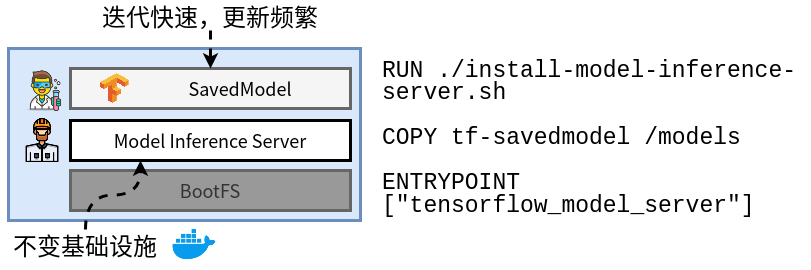 迭代快速，更新频繁
SavedModel
Model Inference Server
BootFS
不变基础设施
RUN ./install-model-inference-
server.sh
COPY tf-savedmodel /models
ENTRYPOINT
["tensorflow_model_server"]